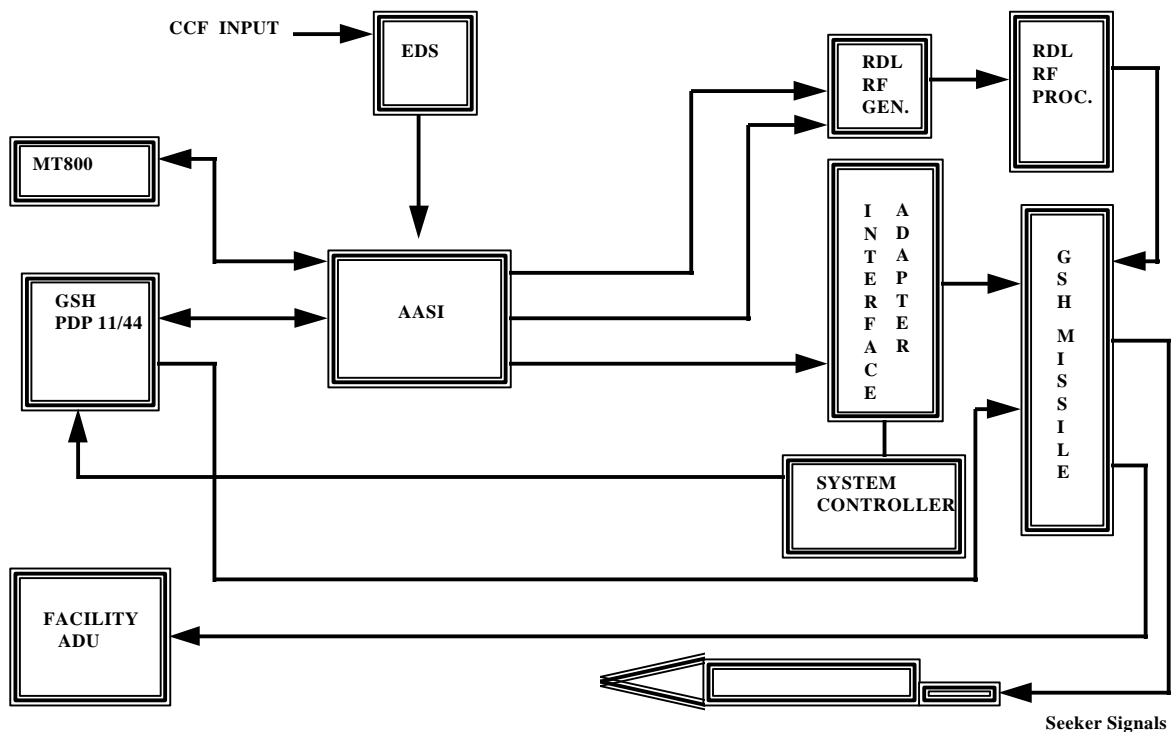 CCF INPUT
EDS
RDL
RF
GEN.
RDL
RF
PROC.
MT800
INTERFACE
ADAPTER
GSH MISSILE
GSH
PDP 11/44
AASI
SYSTEM
CONTROLLER
FACILITY
ADU
Seeker Signals